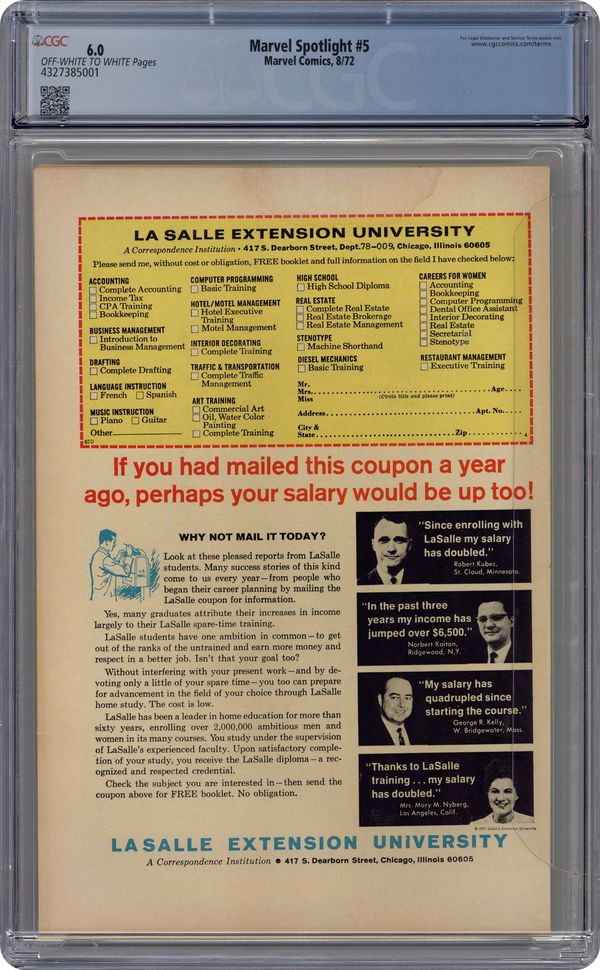 CGC
6.0
OFF-WHITE TO WHITE Pages
4327385001
Marvel Spotlight #5
Marvel Comics, 8/72
For Legal Disclaimer and Service Terms please visit:
www.cgccomics.com/terms
CGC
LA SALLE EXTENSION UNIVERSITY
A Correspondence Institution • 417 S. Dearborn Street, Dept.78-009, Chicago, Illinois 60605
Please send me, without cost or obligation, FREE booklet and full information on the field I have checked below:
ACCOUNTING
Complete Accounting
Income Tax
CPA Training
Bookkeeping
BUSINESS MANAGEMENT
Introduction to
Business Management
DRAFTING
Complete Drafting
LANGUAGE INSTRUCTION
French Spanish
MUSIC INSTRUCTION
Piano Guitar
Other
COMPUTER PROGRAMMING
Basic Training
HOTEL/MOTEL MANAGEMENT
Hotel Executive
Training
Motel Management
INTERIOR DECORATING
Complete Training
TRAFFIC & TRANSPORTATION
Complete Traffic
Management
ART TRAINING
Commercial Art
Oil, Water Color
Painting
Complete Training
HIGH SCHOOL
High School Diploma
REAL ESTATE
Complete Real Estate
Real Estate Brokerage
Real Estate Management
STENOTYPE
Machine Shorthand
DIESEL MECHANICS
Basic Training
CAREERS FOR WOMEN
Accounting
Bookkeeping
Computer Programming
Dental Office Assistant
Interior Decorating
Real Estate
Secretarial
Stenotype
RESTAURANT MANAGEMENT
Executive Training
Mr.
Mrs. Age
Miss (Circle title and please print)
Address Apt. No.
City &
State Zip 4
If you had mailed this coupon a year
ago, perhaps your salary would be up too!
WHY NOT MAIL IT TODAY?
Look at these pleased reports from LaSalle
students. Many success stories of this kind
come to us every year—from people who
began their career planning by mailing the
LaSalle coupon for information.
Yes, many graduates attribute their increases in income
largely to their LaSalle spare-time training.
LaSalle students have one ambition in common—to get
out of the ranks of the untrained and earn more money and
respect in a better job. Isn't that your goal too?
Without interfering with your present work—and by de-
voting only a little of your spare time—you too can prepare
for advancement in the field of your choice through LaSalle
home study. The cost is low.
LaSalle has been a leader in home education for more than
sixty years, enrolling over 2,000,000 ambitious men and
women in its many courses. You study under the supervision
of LaSalle's experienced faculty. Upon satisfactory comple-
tion of your study, you receive the LaSalle diploma—a rec-
ognized and respected credential.
Check the subject you are interested in—then send the
coupon above for FREE booklet. No obligation.
"Since enrolling with
LaSalle my salary
has doubled."
Robert Kubec,
St. Cloud, Minnesota.
"In the past three
years my income has
jumped over $6,500."
Norbert Kaitan,
Ridgewood, N.Y.
"My salary has
quadrupled since
starting the course."
George R. Kelly,
W. Bridgewater, Mass.
"Thanks to LaSalle
training ... my salary
has doubled."
Mrs. Mary M. Nyberg,
Los Angeles, Calif.
© 1971 LaSalle Extension University
LASALLE EXTENSION UNIVERSITY
A Correspondence Institution • 417 S. Dearborn Street, Chicago, Illinois 60605